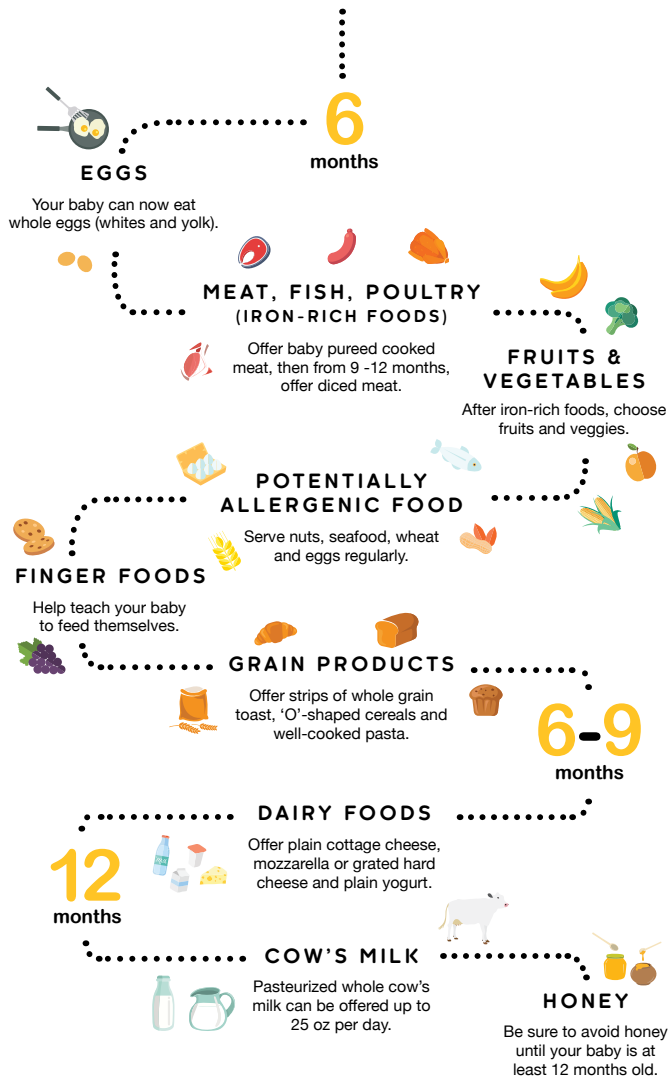 6
months
EGGS
Your baby can now eat
whole eggs (whites and yolk).
MEAT, FISH, POULTRY
(IRON-RICH FOODS)
Offer baby pureed cooked
meat, then from 9 -12 months,
offer diced meat.
FRUITS &
VEGETABLES
After iron-rich foods, choose
fruits and veggies.
POTENTIALLY
ALLERGENIC FOOD
Serve nuts, seafood, wheat
and eggs regularly.
FINGER FOODS
Help teach your baby
to feed themselves.
GRAIN PRODUCTS
Offer strips of whole grain
toast, ‘O’-shaped cereals and
well-cooked pasta.
6-9
months
DAIRY FOODS
Offer plain cottage cheese,
mozzarella or grated hard
cheese and plain yogurt.
12
months
COW’S MILK
Pasteurized whole cow’s
milk can be offered up to
25 oz per day.
HONEY
Be sure to avoid honey
until your baby is at
least 12 months old.